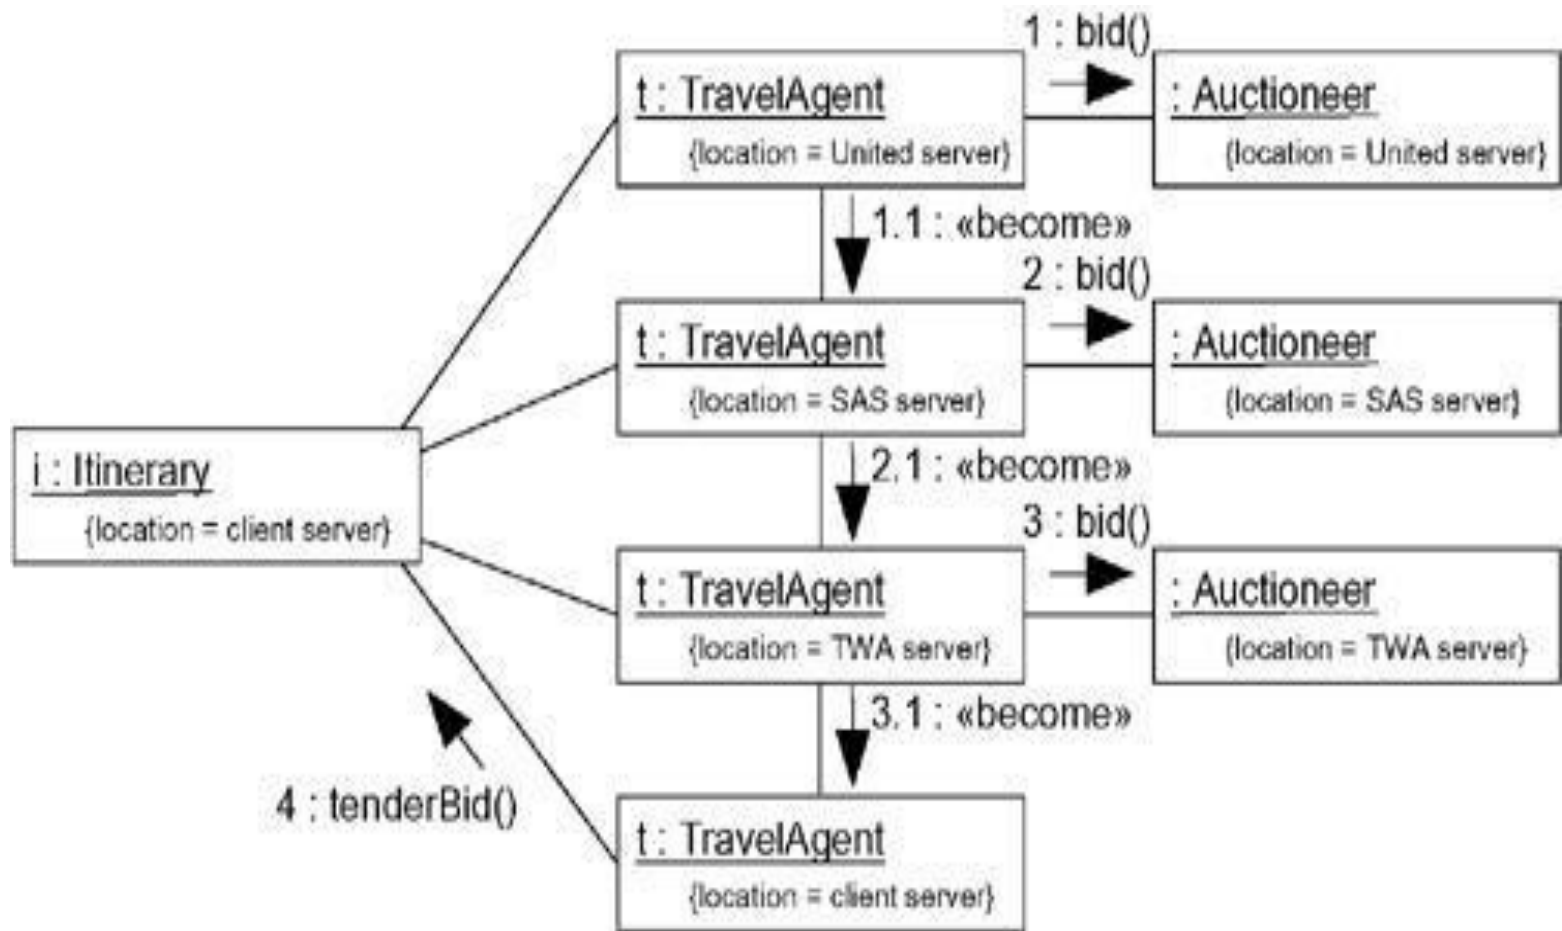 1 : bid()
t : TravelAgent
{location = United server}
: Auctioneer
{location = United server}
1.1 : «become»
2 : bid()
t : TravelAgent
{location = SAS server}
: Auctioneer
{location = SAS server}
i : Itinerary
{location = client server}
2.1 : «become»
3 : bid()
t : TravelAgent
{location = TWA server}
: Auctioneer
{location = TWA server}
3.1 : «become»
4 : tenderBid()
t : TravelAgent
{location = client server}